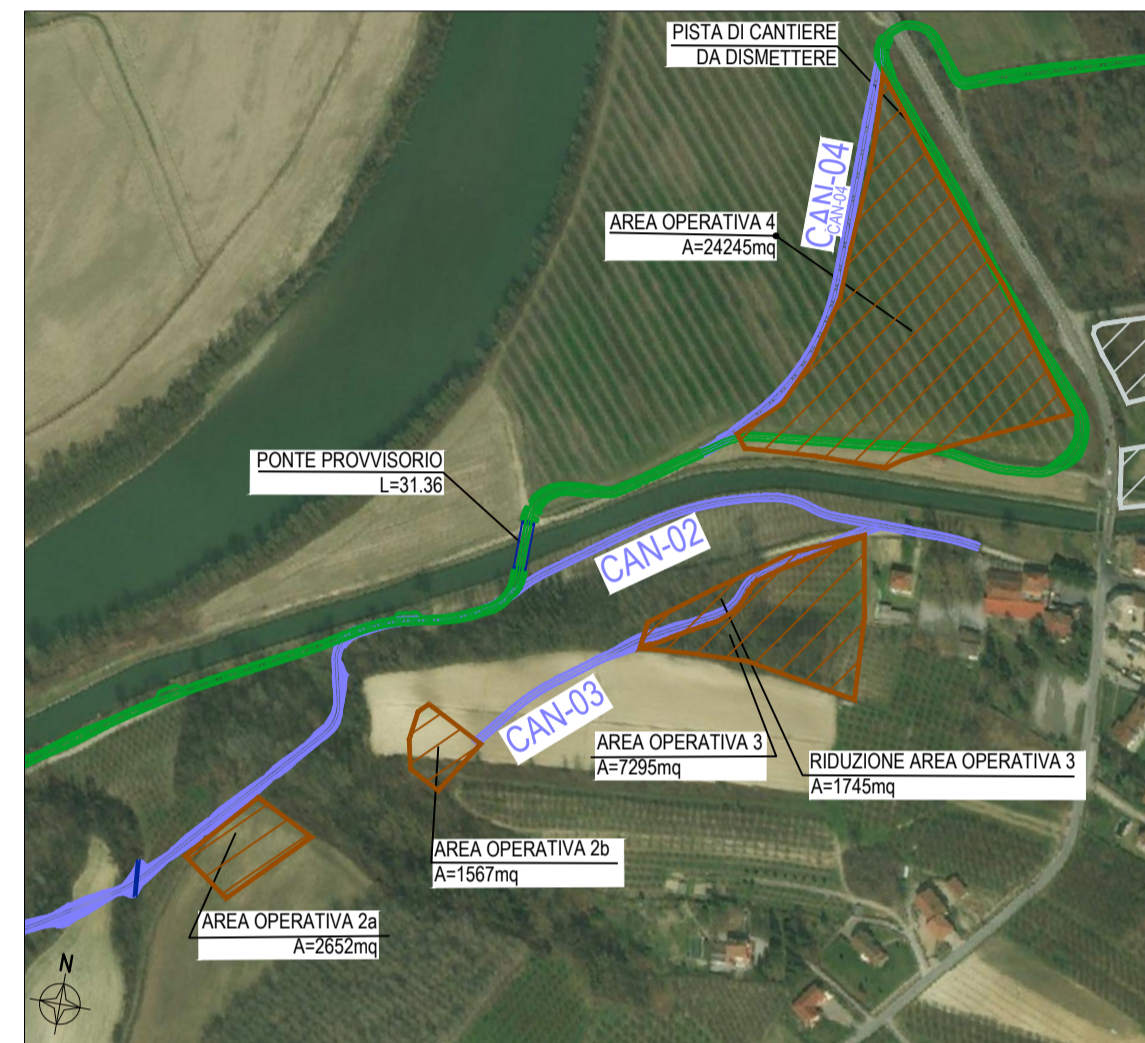 PISTA DI CANTIERE
DA DISMETTERE
CAN-04
CAN-04
AREA OPERATIVA 4
A=24245mq
PONTE PROVVISORIO
L=31.36
CAN-02
CAN-03
AREA OPERATIVA 3
A=7295mq
RIDUZIONE AREA OPERATIVA 3
A=1745mq
AREA OPERATIVA 2b
A=1567mq
AREA OPERATIVA 2a
A=2652mq
N